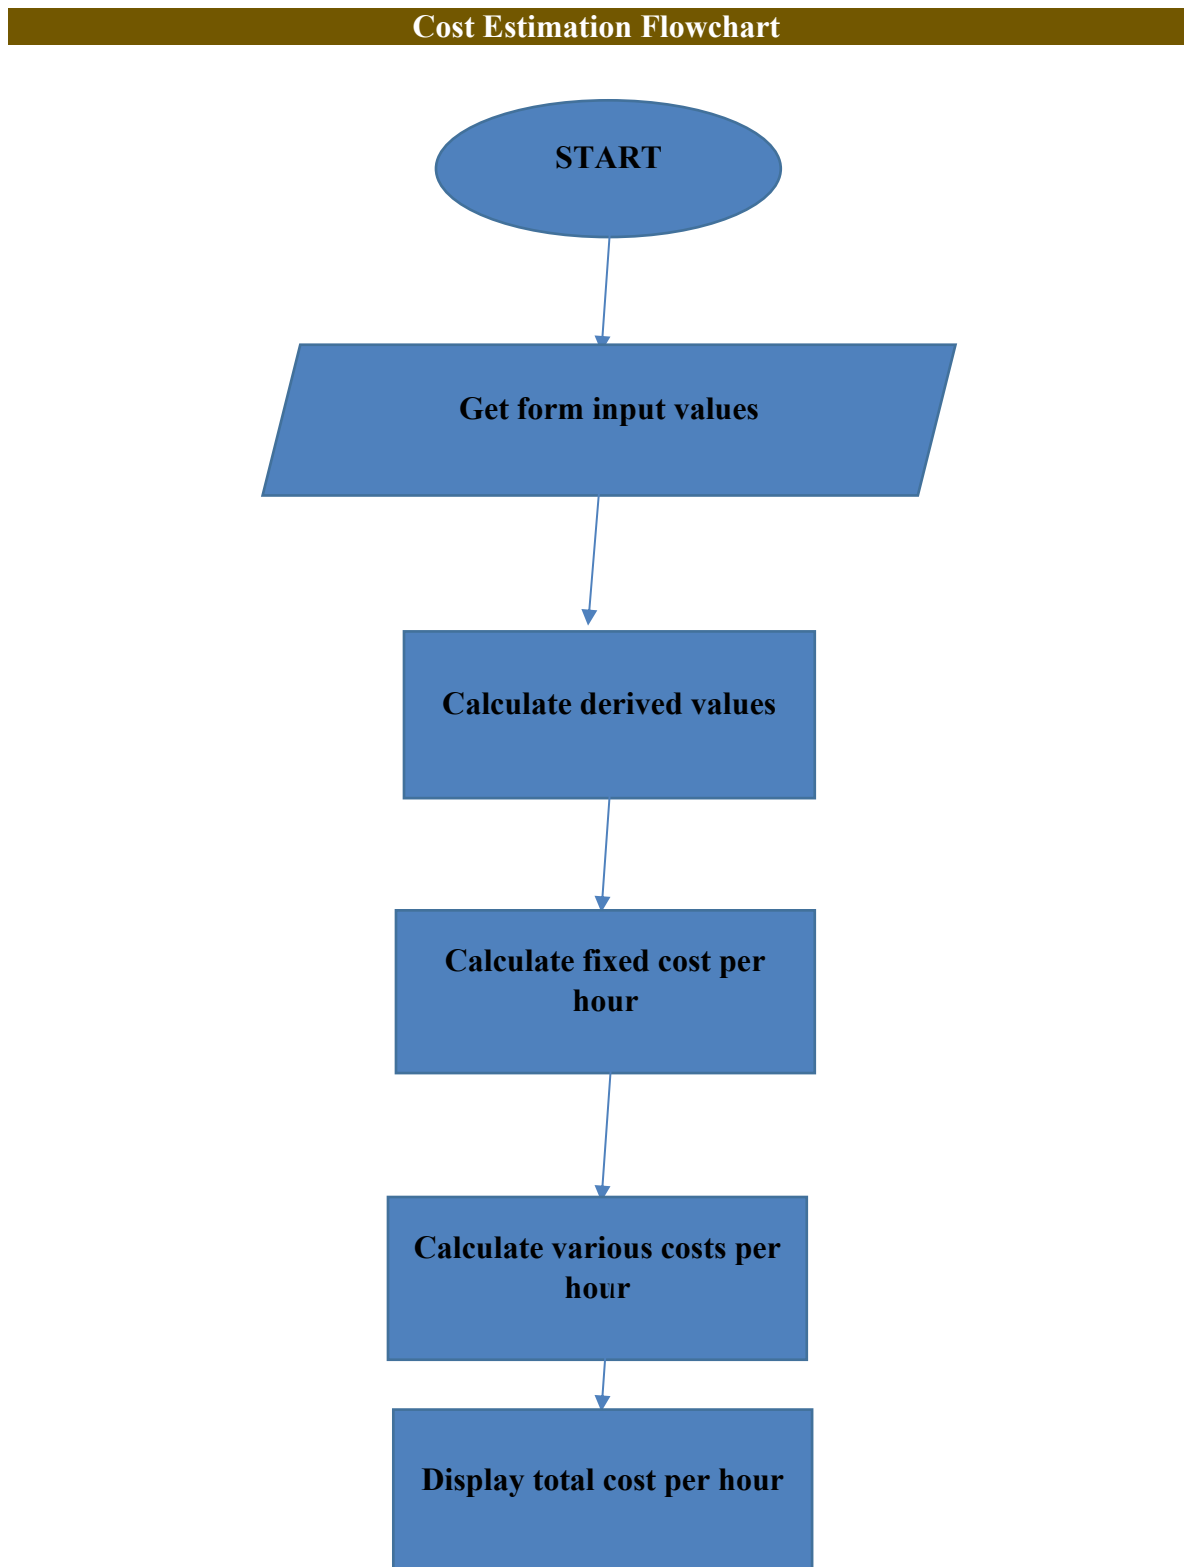 Cost Estimation Flowchart
START
Get form input values
Calculate derived values
Calculate fixed cost per
hour
Calculate various costs per
hour
Display total cost per hour